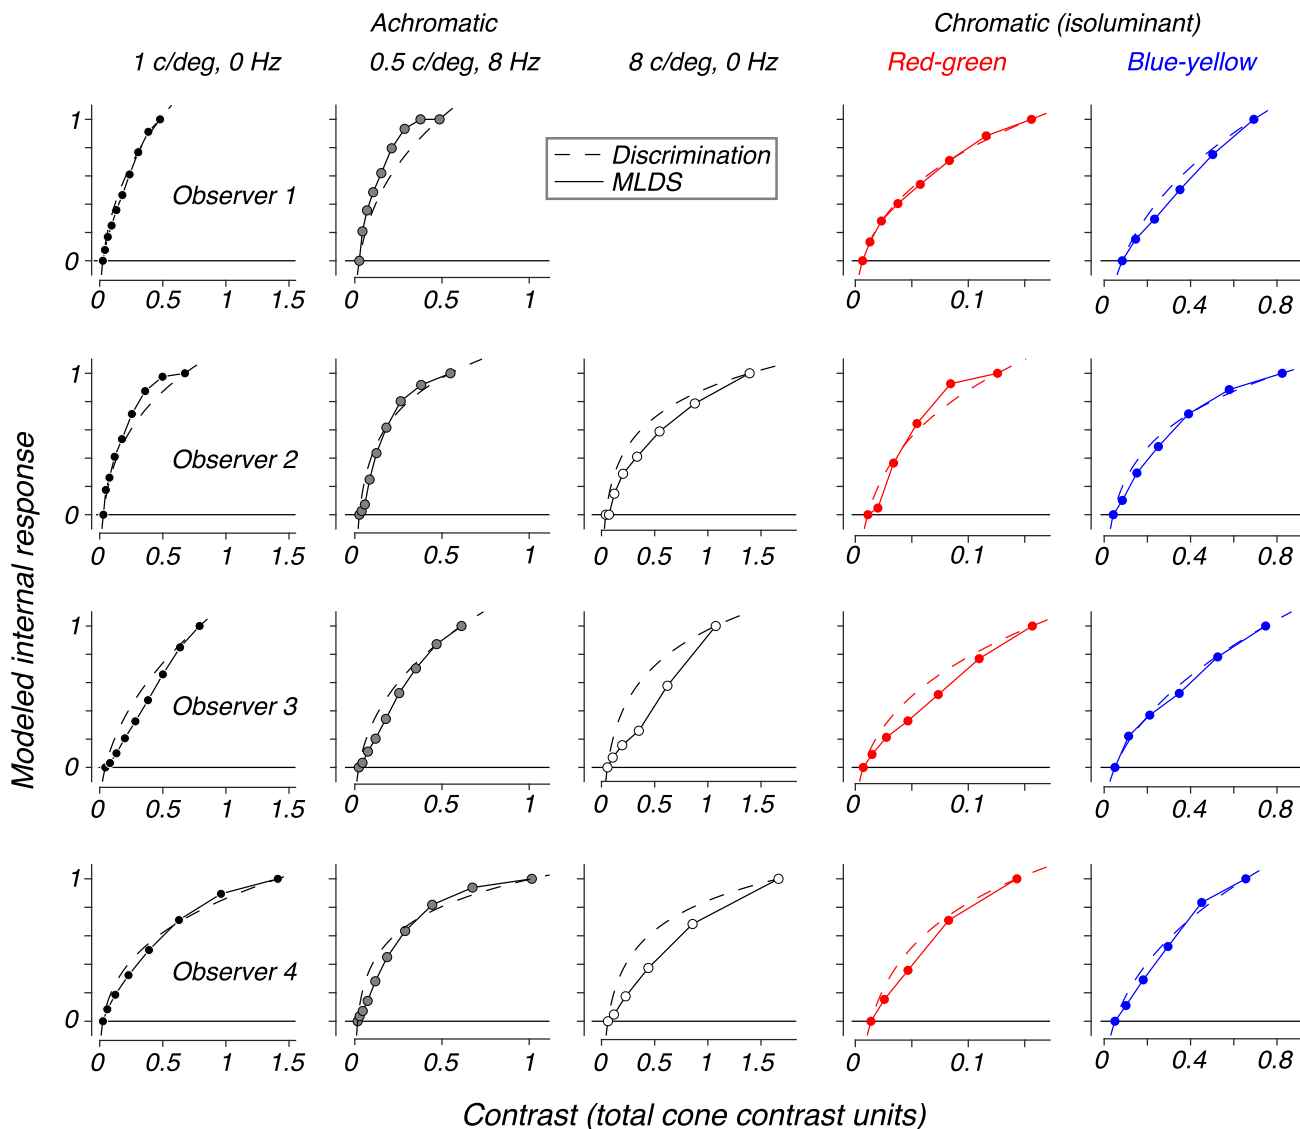 Achromatic
Chromatic (isoluminant)
1 c/deg, 0 Hz
0.5 c/deg, 8 Hz
8 c/deg, 0 Hz
Red-green
Blue-yellow
1
0
Observer 1
Discrimination
MLDS
0 0.5 1 1.5
0 0.5 1
0 0.1
0 0.4 0.8
1
0
Observer 2
0 0.5 1 1.5
0 0.5 1
0 0.5 1 1.5
0 0.1
0 0.4 0.8
Modeled internal response
1
0
Observer 3
0 0.5 1 1.5
0 0.5 1
0 0.5 1 1.5
0 0.1
0 0.4 0.8
1
0
Observer 4
0 0.5 1 1.5
0 0.5 1
0 0.5 1 1.5
0 0.1
0 0.4 0.8
Contrast (total cone contrast units)